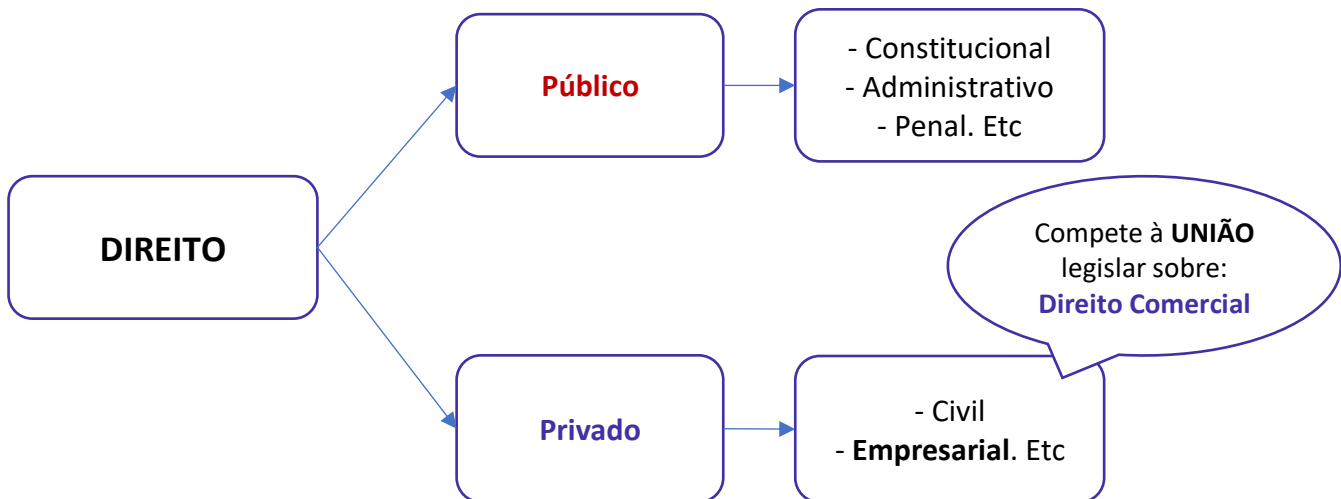 DIREITO
Público
- Constitucional
- Administrativo
- Penal. Etc
Compete à UNIÃO
legislar sobre:
Direito Comercial
Privado
- Civil
- Empresarial. Etc